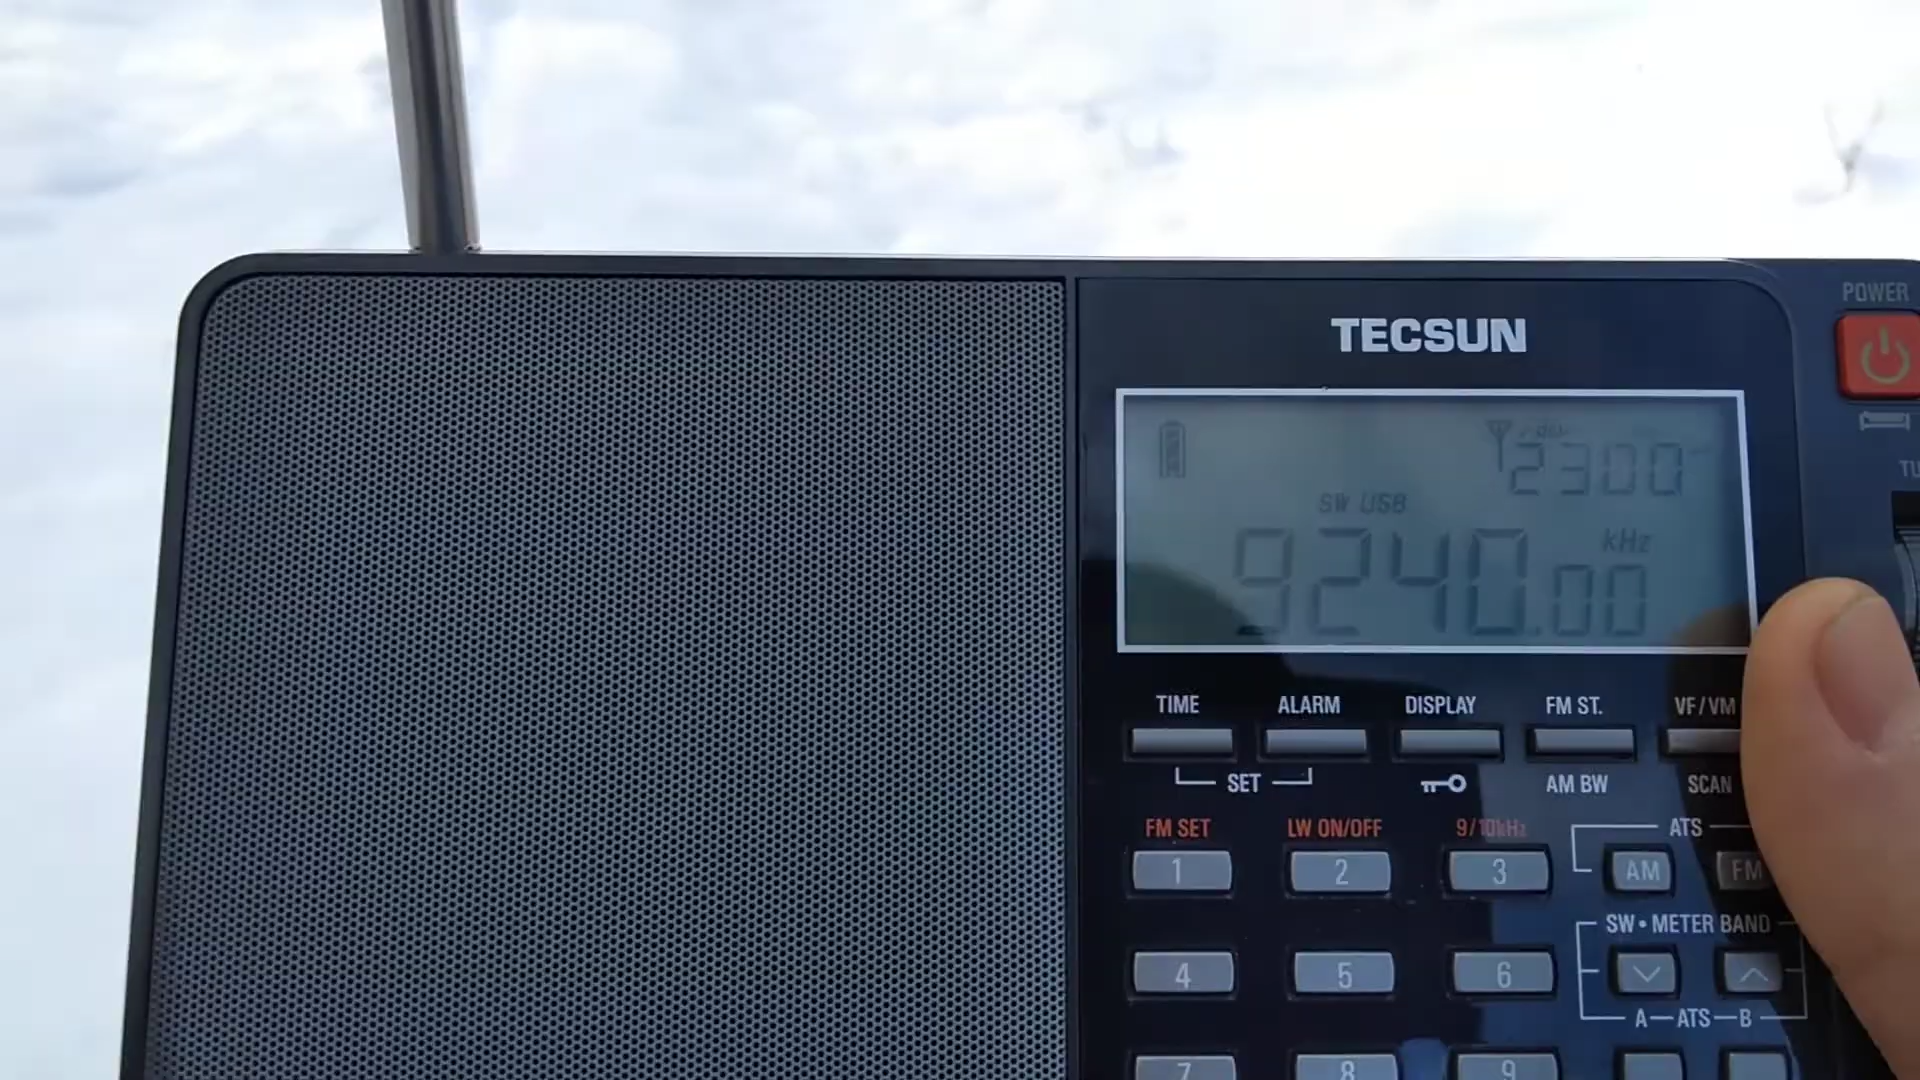 POWER
TECSUN
2300
SW USB
9240.00 kHz
TIME ALARM DISPLAY FM ST. VF/VM
SET AM BW SCAN
FM SET LW ON/OFF 9/10kHz ATS
1 2 3 AM FM
SW•METER BAND
4 5 6
A—ATS—B
7 8 9